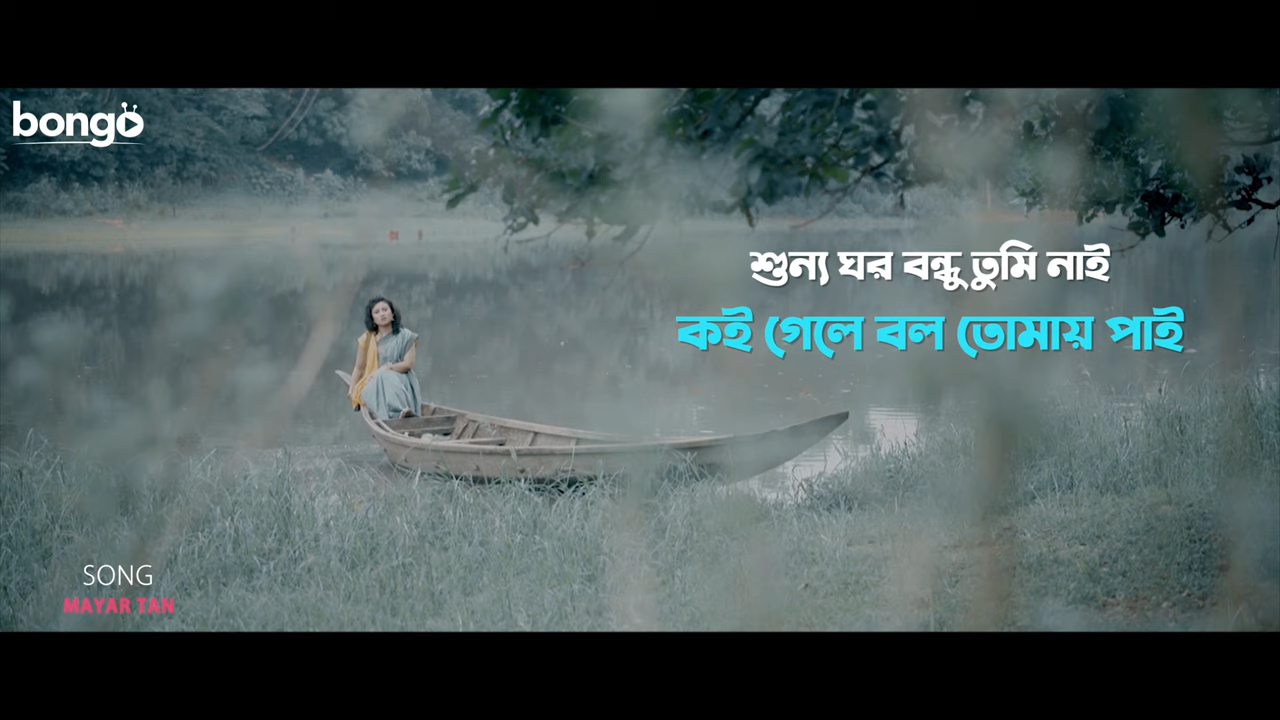 bongo
শুন্য ঘর বন্ধু তুমি নাই
কই গেলে বল তোমায় পাই
SONG
MAYAR TAN